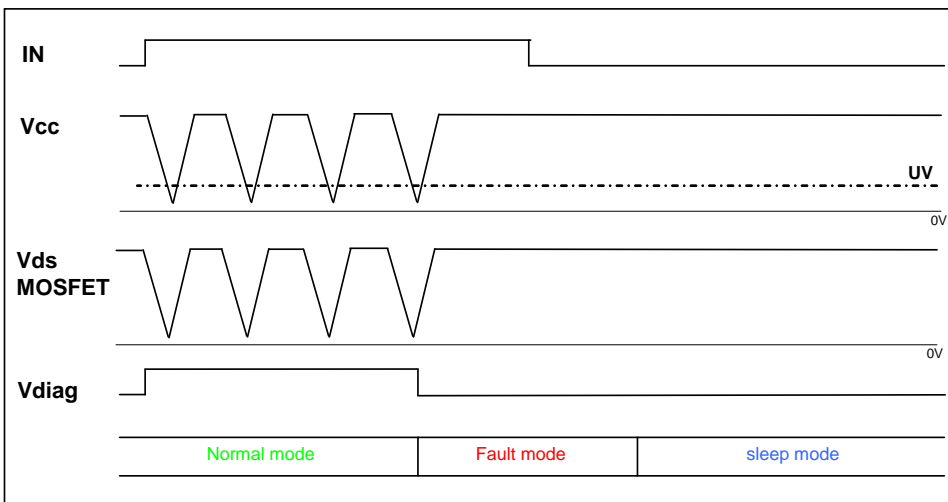 IN
Vcc
UV
0V
Vds
MOSFET
0V
Vdiag
Normal mode
Fault mode
sleep mode